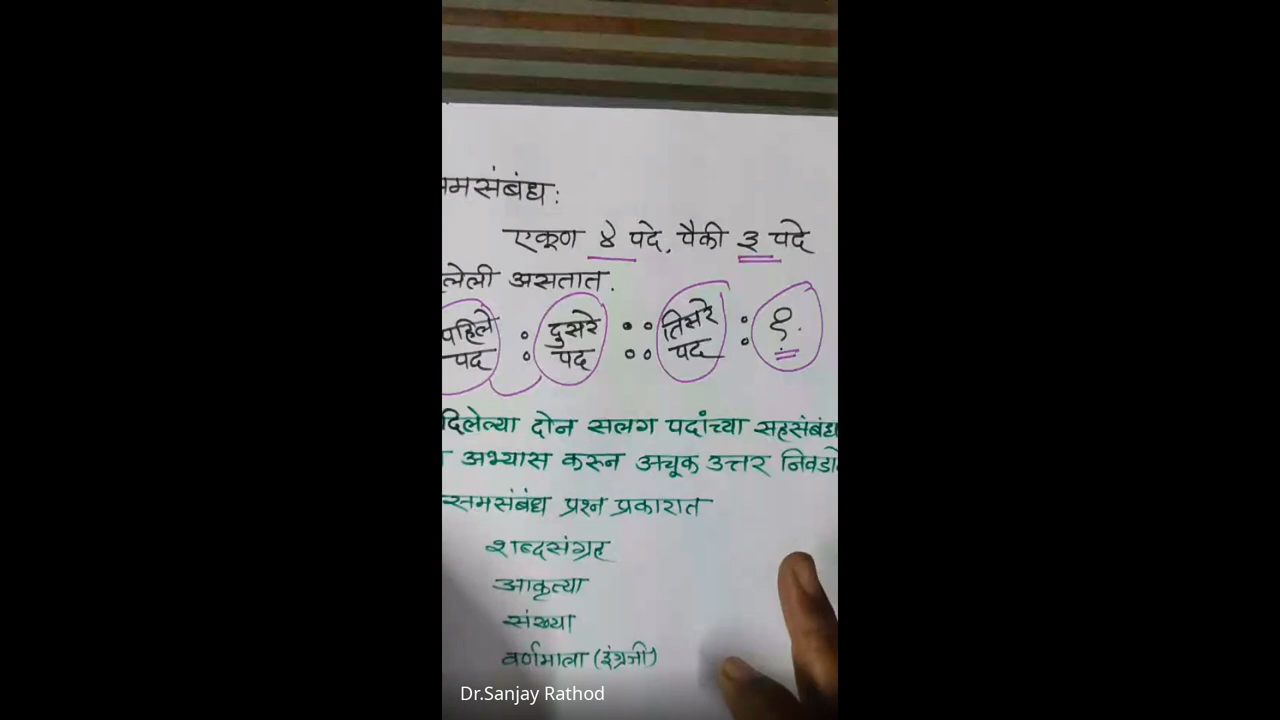 मसंबंध:
एकूण ४ पदे, पैकी ३ पदे
लेली असतात.
पहिले पद : दुसरे पद :: तिसरे पद : ?
दिलेल्या दोन सलग पदांच्या सहसंबंध
अभ्यास करून अचूक उत्तर निवडा
समसंबंध प्रश्न प्रकारात
शब्दसंग्रह
आकृत्या
संख्या
वर्णमाला (इंग्रजी)
Dr.Sanjay Rathod